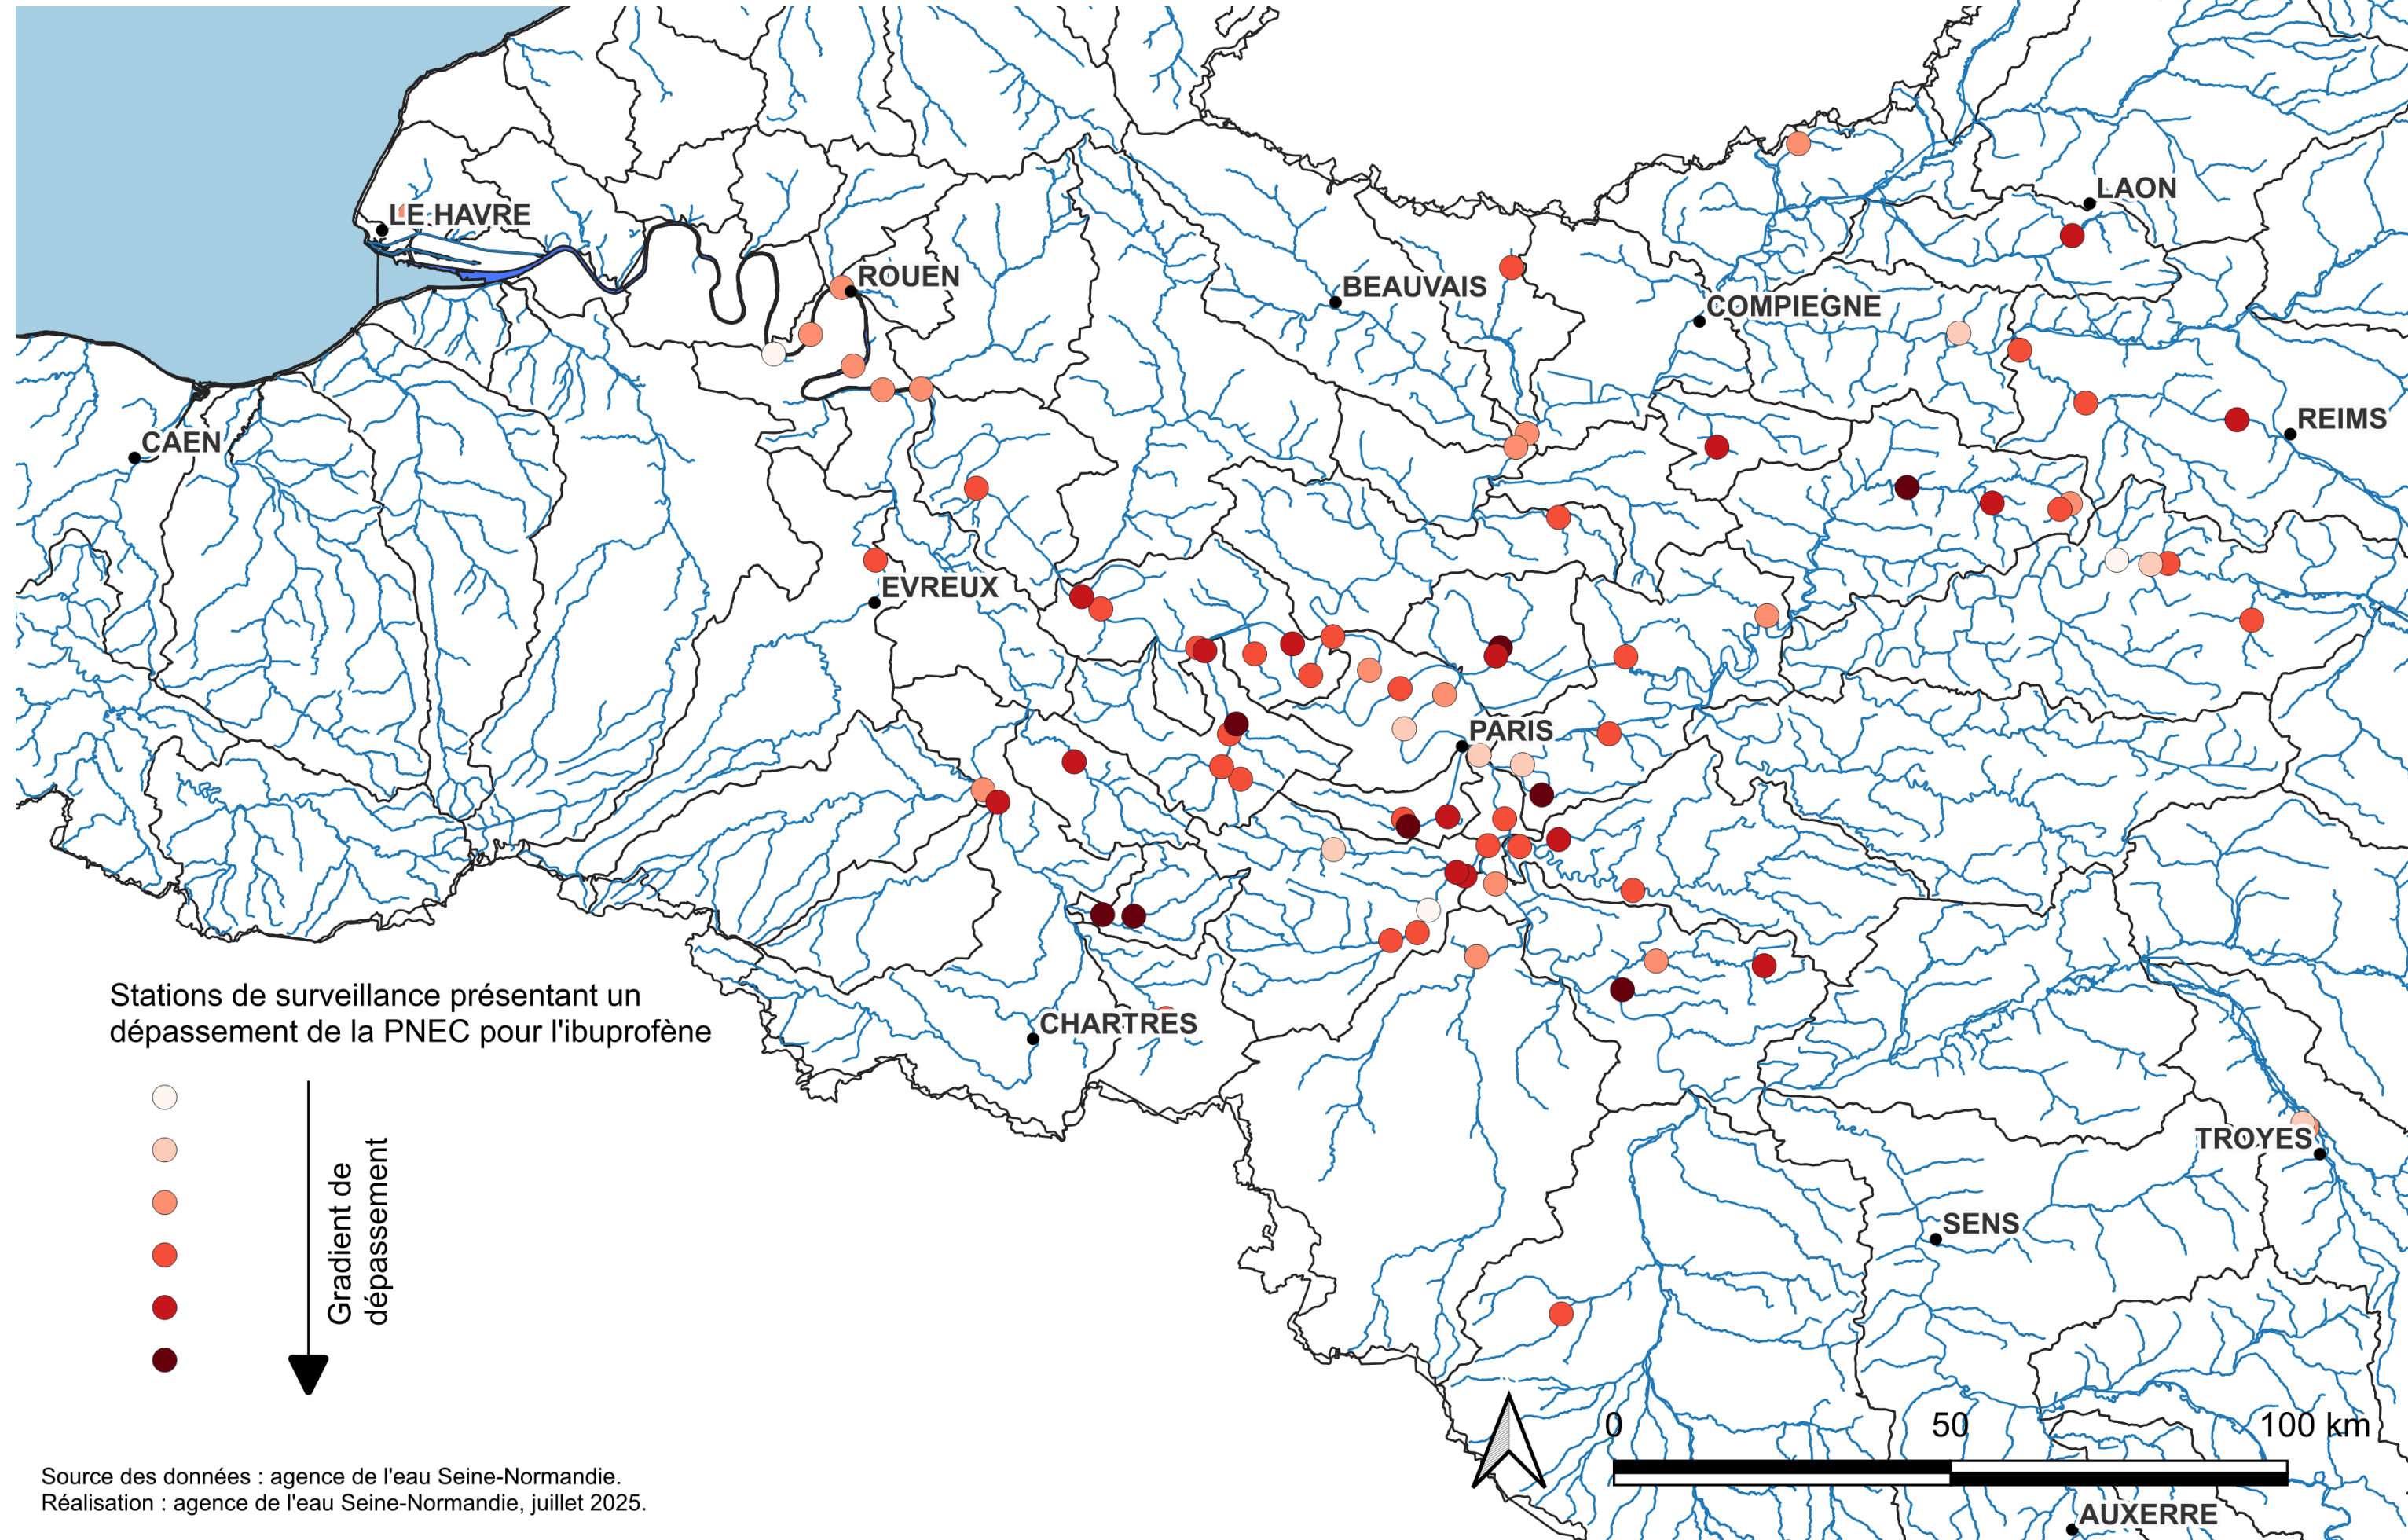 LAON
LE HAVRE
ROUEN
BEAUVAIS
COMPIEGNE
CAEN
REIMS
EVREUX
PARIS
CHARTRES
TROYES
SENS
AUXERRE
Stations de surveillance présentant un
dépassement de la PNEC pour l'ibuprofène
Gradient de
dépassement
0 50 100 km
Source des données : agence de l'eau Seine-Normandie.
Réalisation : agence de l'eau Seine-Normandie, juillet 2025.